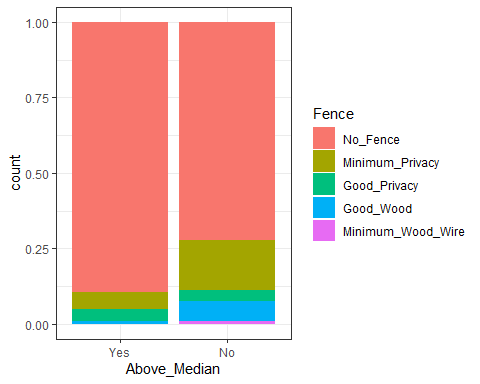 1.00
0.75
0.50
0.25
0.00
count
Yes No
Above_Median
Fence
No_Fence
Minimum_Privacy
Good_Privacy
Good_Wood
Minimum_Wood_Wire